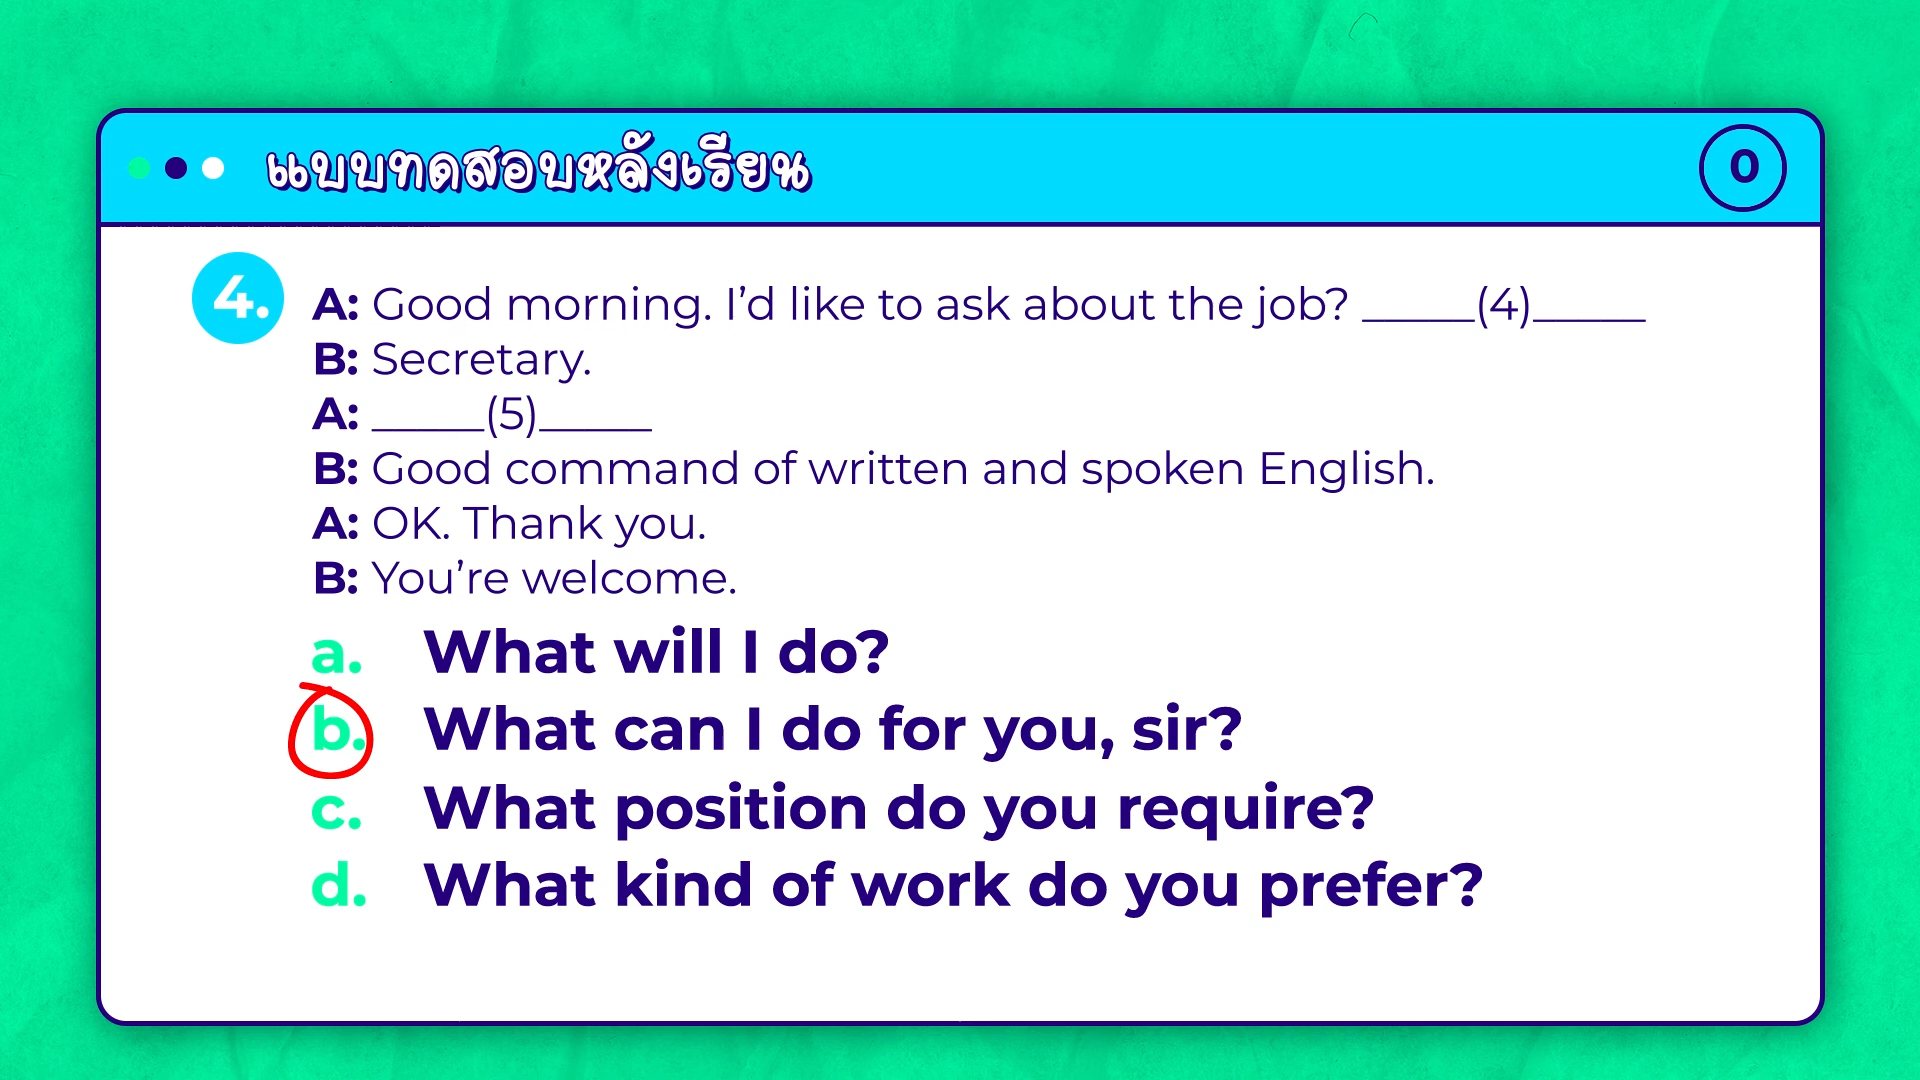 แบบทดสอบหลังเรียน
0
4.
A: Good morning. I’d like to ask about the job? _____(4)_____
B: Secretary.
A: _____(5)_____
B: Good command of written and spoken English.
A: OK. Thank you.
B: You’re welcome.
a. What will I do?
b. What can I do for you, sir?
c. What position do you require?
d. What kind of work do you prefer?